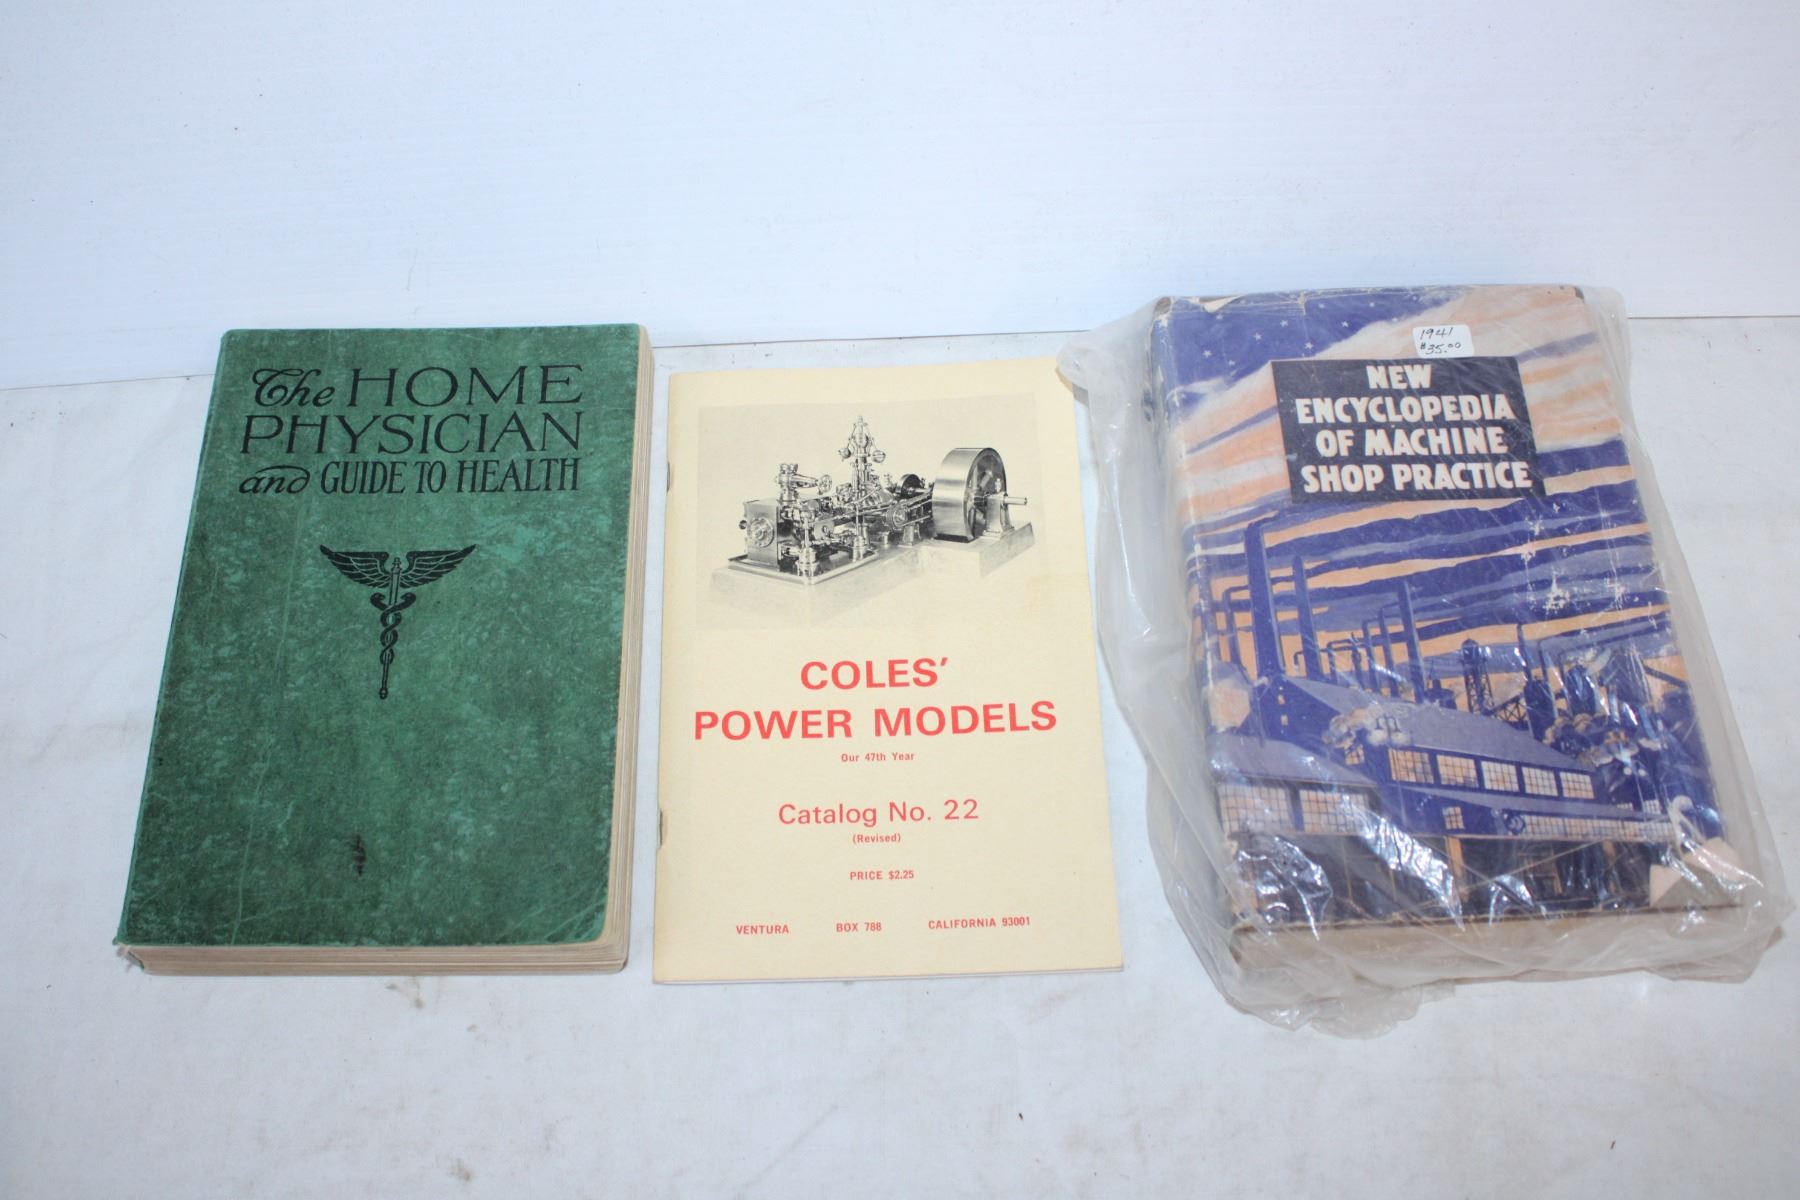 The HOME
PHYSICIAN
and GUIDE TO HEALTH
COLES'
POWER MODELS
Our 47th Year
Catalog No. 22
(Revised)
PRICE $2.25
VENTURA BOX 788 CALIFORNIA 93001
1941
$35.00
NEW
ENCYCLOPEDIA
OF MACHINE
SHOP PRACTICE